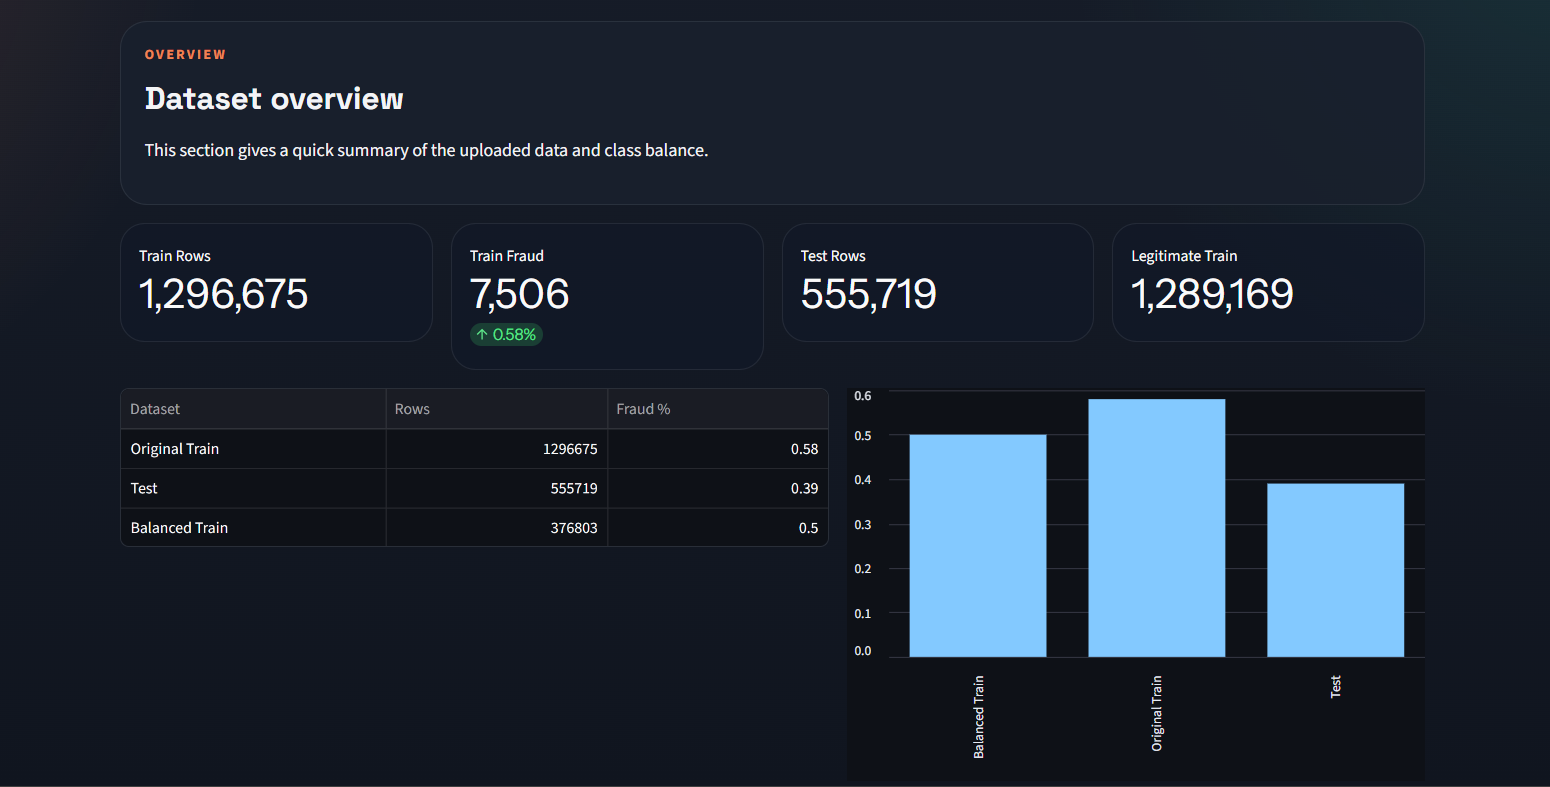 OVERVIEW
Dataset overview
This section gives a quick summary of the uploaded data and class balance.
Train Rows
1,296,675
Train Fraud
7,506
↑ 0.58%
Test Rows
555,719
Legitimate Train
1,289,169
Dataset Rows Fraud %
Original Train 1296675 0.58
Test 555719 0.39
Balanced Train 376803 0.5
0.6
0.5
0.4
0.3
0.2
0.1
0.0
Balanced Train
Original Train
Test